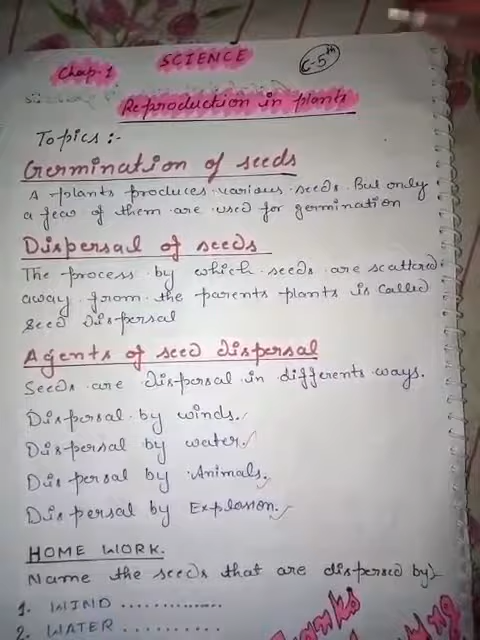 SCIENCE
C-5th
Chap-1
Reproduction in plants
Topics :-
Germination of seeds
A plants produces various seeds. But only
a few of them are used for germination
Dispersal of seeds
The process by which seeds are scattered
away from the parents plants is called
seed Dispersal
Agents of seed dispersal
Seeds are dispersal in differents ways.
Dispersal by winds.
Dispersal by water.
Dispersal by Animals.
Dispersal by Explosion.
HOME WORK.
Name the seeds that are dispersed by)-
1. WIND .............
2. WATER ..........